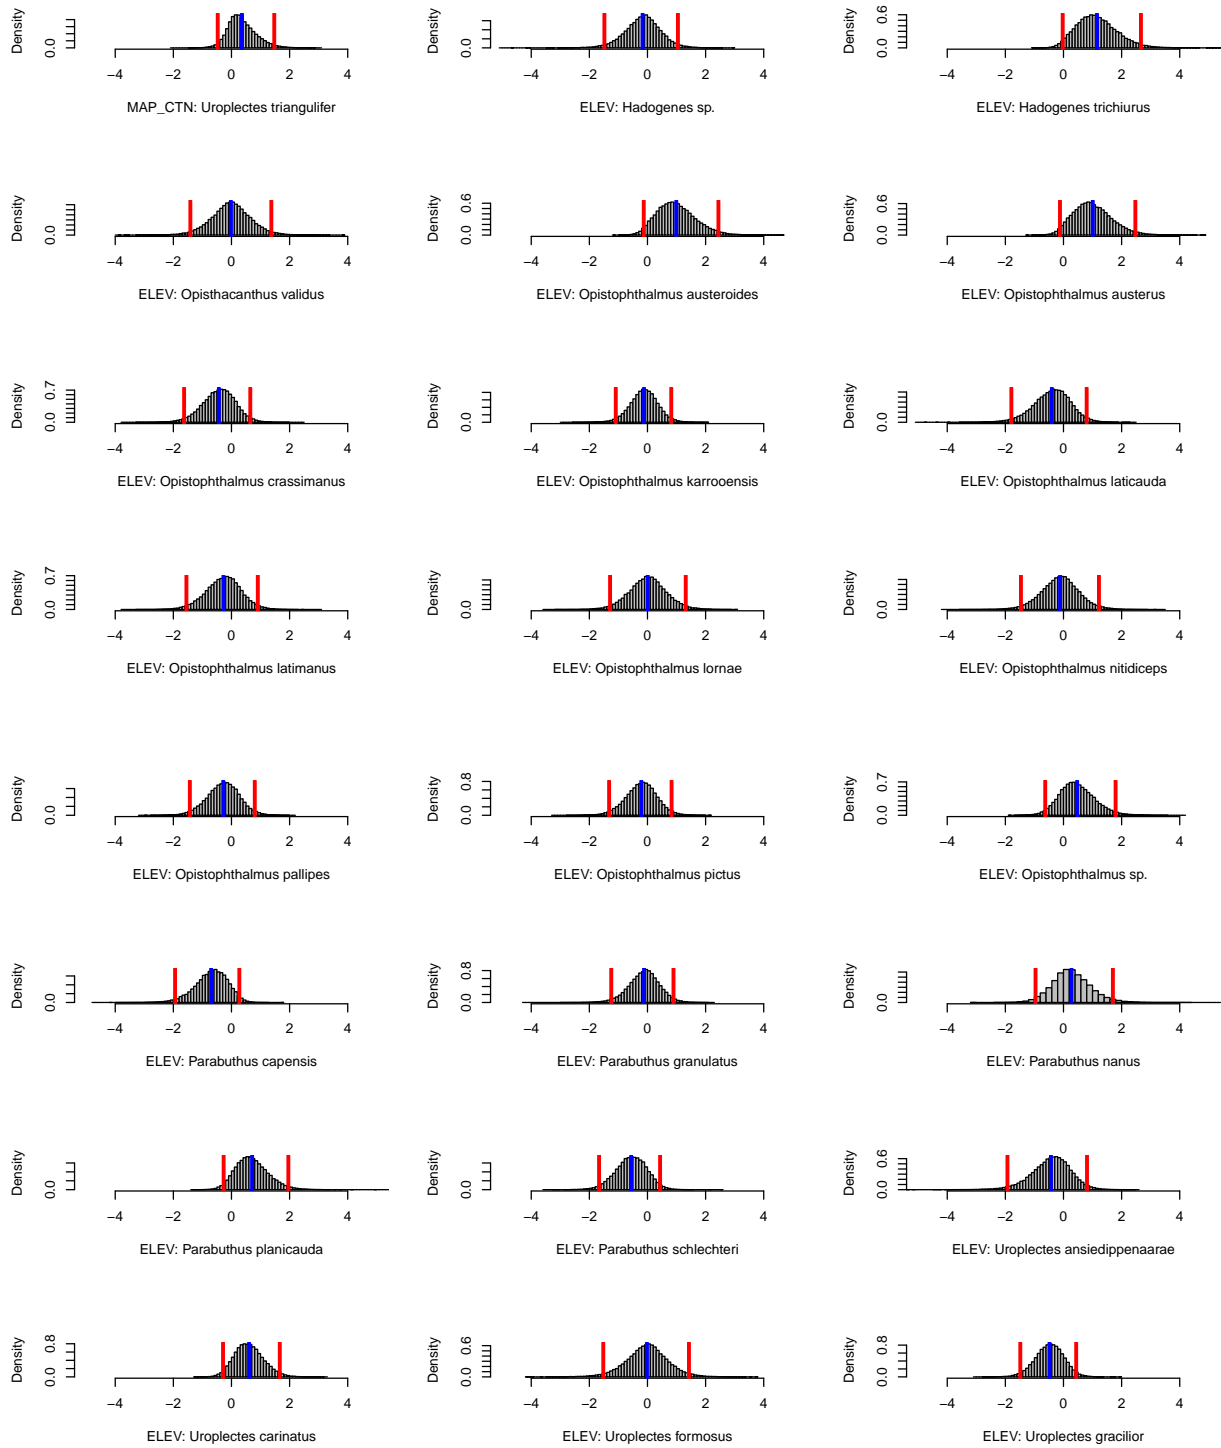 Density
0.0
−4 −2 0 2 4
MAP_CTN: Uroplectes triangulifer
Density
0.0
−4 −2 0 2 4
ELEV: Hadogenes sp.
Density
0.0 0.6
−4 −2 0 2 4
ELEV: Hadogenes trichiurus
Density
0.0
−4 −2 0 2 4
ELEV: Opisthacanthus validus
Density
0.0 0.6
−4 −2 0 2 4
ELEV: Opistophthalmus austeroides
Density
0.0 0.6
−4 −2 0 2 4
ELEV: Opistophthalmus austerus
Density
0.0 0.7
−4 −2 0 2 4
ELEV: Opistophthalmus crassimanus
Density
0.0
−4 −2 0 2 4
ELEV: Opistophthalmus karrooensis
Density
0.0
−4 −2 0 2 4
ELEV: Opistophthalmus laticauda
Density
0.0 0.7
−4 −2 0 2 4
ELEV: Opistophthalmus latimanus
Density
0.0
−4 −2 0 2 4
ELEV: Opistophthalmus lornae
Density
0.0
−4 −2 0 2 4
ELEV: Opistophthalmus nitidiceps
Density
0.0
−4 −2 0 2 4
ELEV: Opistophthalmus pallipes
Density
0.0 0.8
−4 −2 0 2 4
ELEV: Opistophthalmus pictus
Density
0.0 0.7
−4 −2 0 2 4
ELEV: Opistophthalmus sp.
Density
0.0
−4 −2 0 2 4
ELEV: Parabuthus capensis
Density
0.0 0.8
−4 −2 0 2 4
ELEV: Parabuthus granulatus
Density
0.0
−4 −2 0 2 4
ELEV: Parabuthus nanus
Density
0.0
−4 −2 0 2 4
ELEV: Parabuthus planicauda
Density
0.0
−4 −2 0 2 4
ELEV: Parabuthus schlechteri
Density
0.0 0.6
−4 −2 0 2 4
ELEV: Uroplectes ansiedippenaarae
Density
0.0 0.8
−4 −2 0 2 4
ELEV: Uroplectes carinatus
Density
0.0 0.6
−4 −2 0 2 4
ELEV: Uroplectes formosus
Density
0.0 0.8
−4 −2 0 2 4
ELEV: Uroplectes gracilior